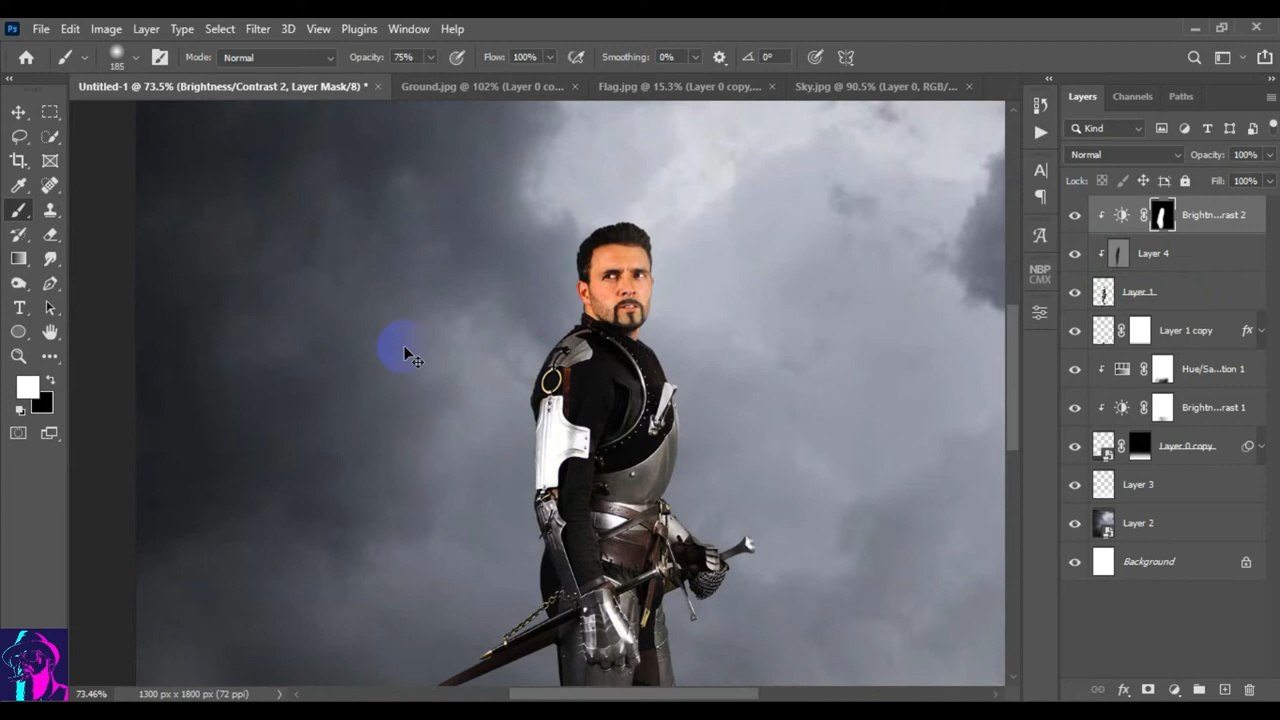 Ps File Edit Image Layer Type Select Filter 3D View Plugins Window Help
185 Mode: Normal Opacity: 75% Flow: 100% Smoothing: 0% 0°
Untitled-1 @ 73.5% (Brightness/Contrast 2, Layer Mask/8) * × Ground.jpg @ 102% (Layer 0 co... × Flag.jpg @ 15.3% (Layer 0 copy,... × Sky.jpg @ 90.5% (Layer 0, RGB/... ×
Layers Channels Paths
Kind
Normal Opacity: 100%
Lock: Fill: 100%
Brightn...rast 2
Layer 4
Layer 1
Layer 1 copy fx
Hue/Sa...tion 1
Brightn...rast 1
Layer 0 copy
Layer 3
Layer 2
Background
A
A
NBP
CMX
73.46% 1300 px x 1800 px (72 ppi)
fx